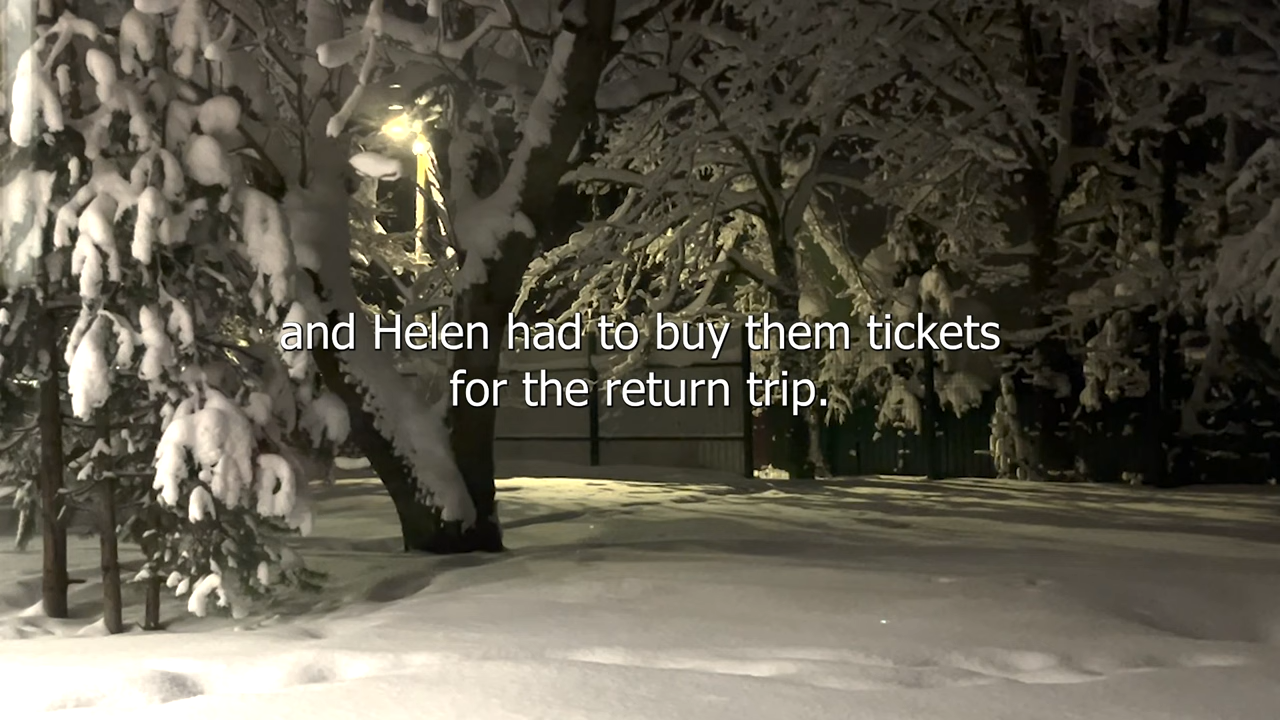 and Helen had to buy them tickets
for the return trip.